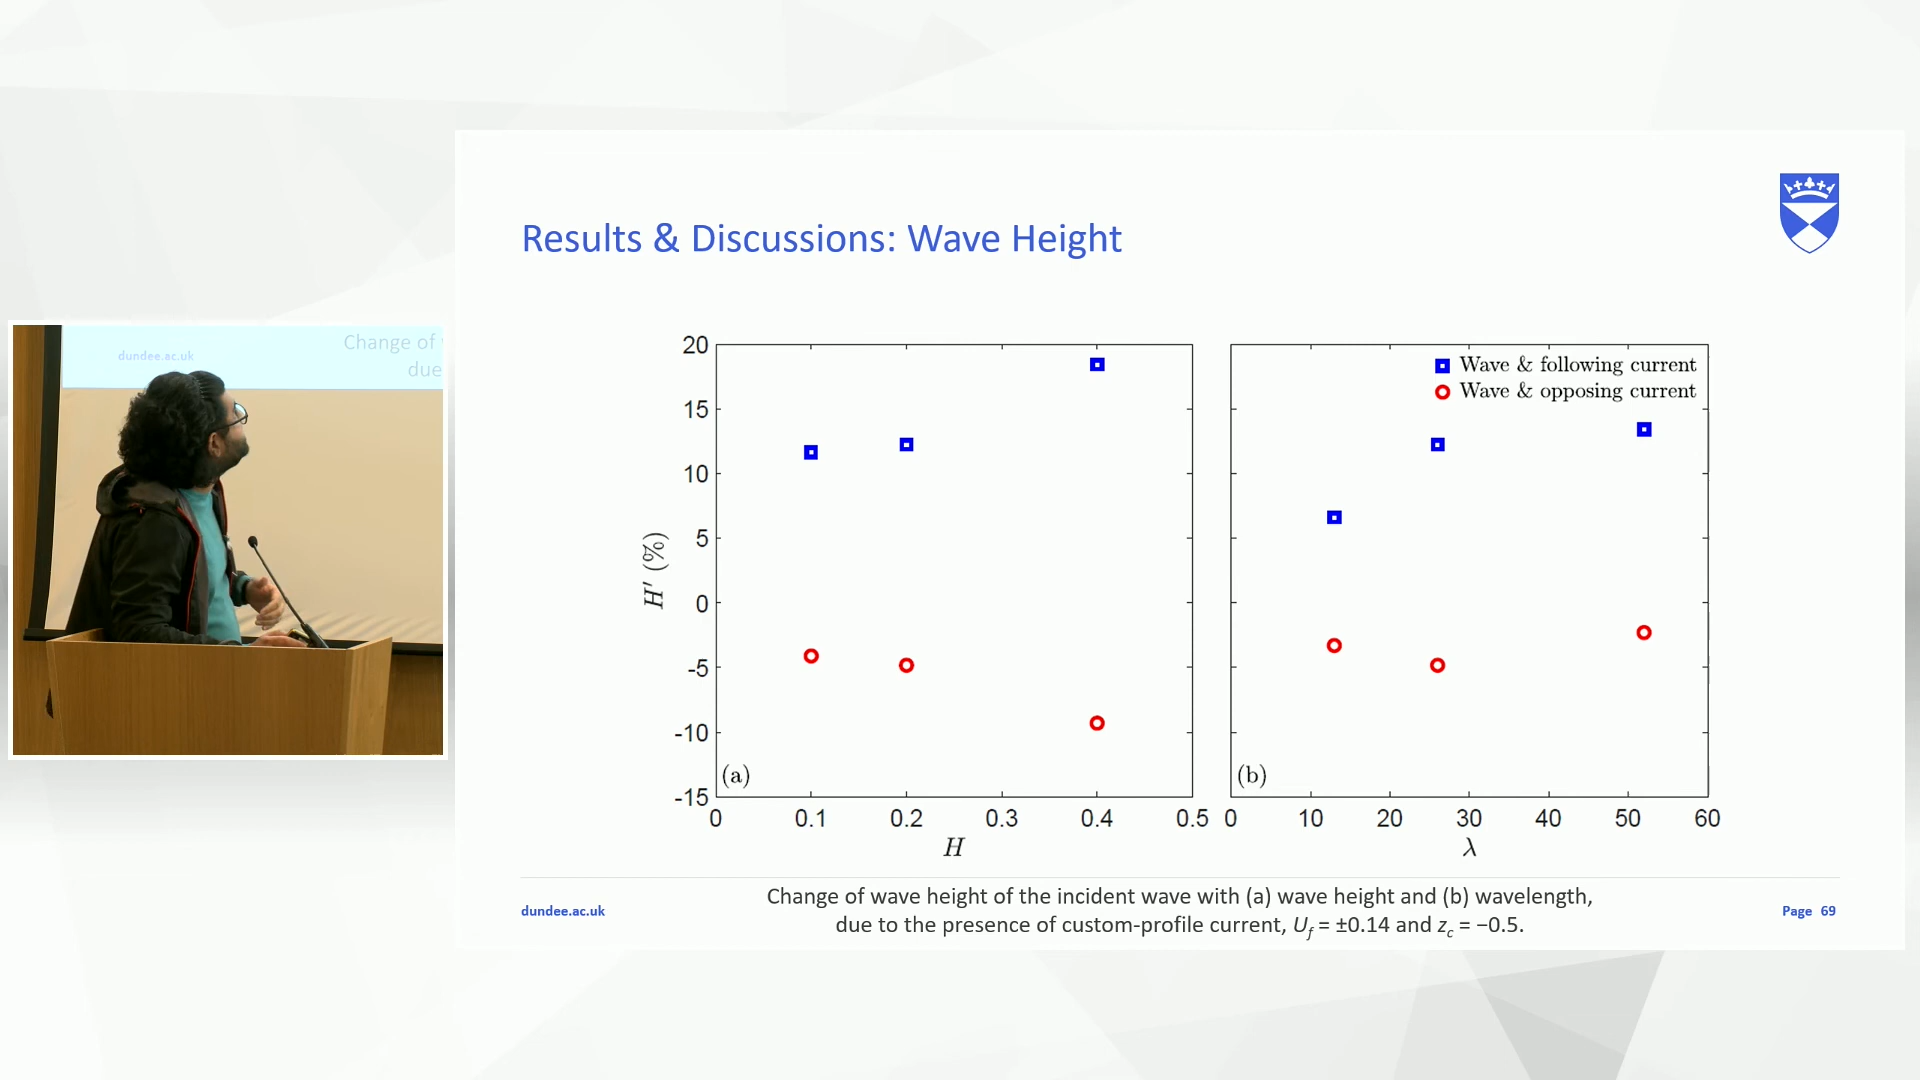 Results & Discussions: Wave Height
dundee.ac.uk
Change of
due
20
15
10
5
0
-5
-10
-15
H′ (%)
(a)
0 0.1 0.2 0.3 0.4 0.5
H
Wave & following current
Wave & opposing current
(b)
0 10 20 30 40 50 60
λ
Change of wave height of the incident wave with (a) wave height and (b) wavelength,
due to the presence of custom-profile current, U_f = ±0.14 and z_c = −0.5.
dundee.ac.uk
Page 69